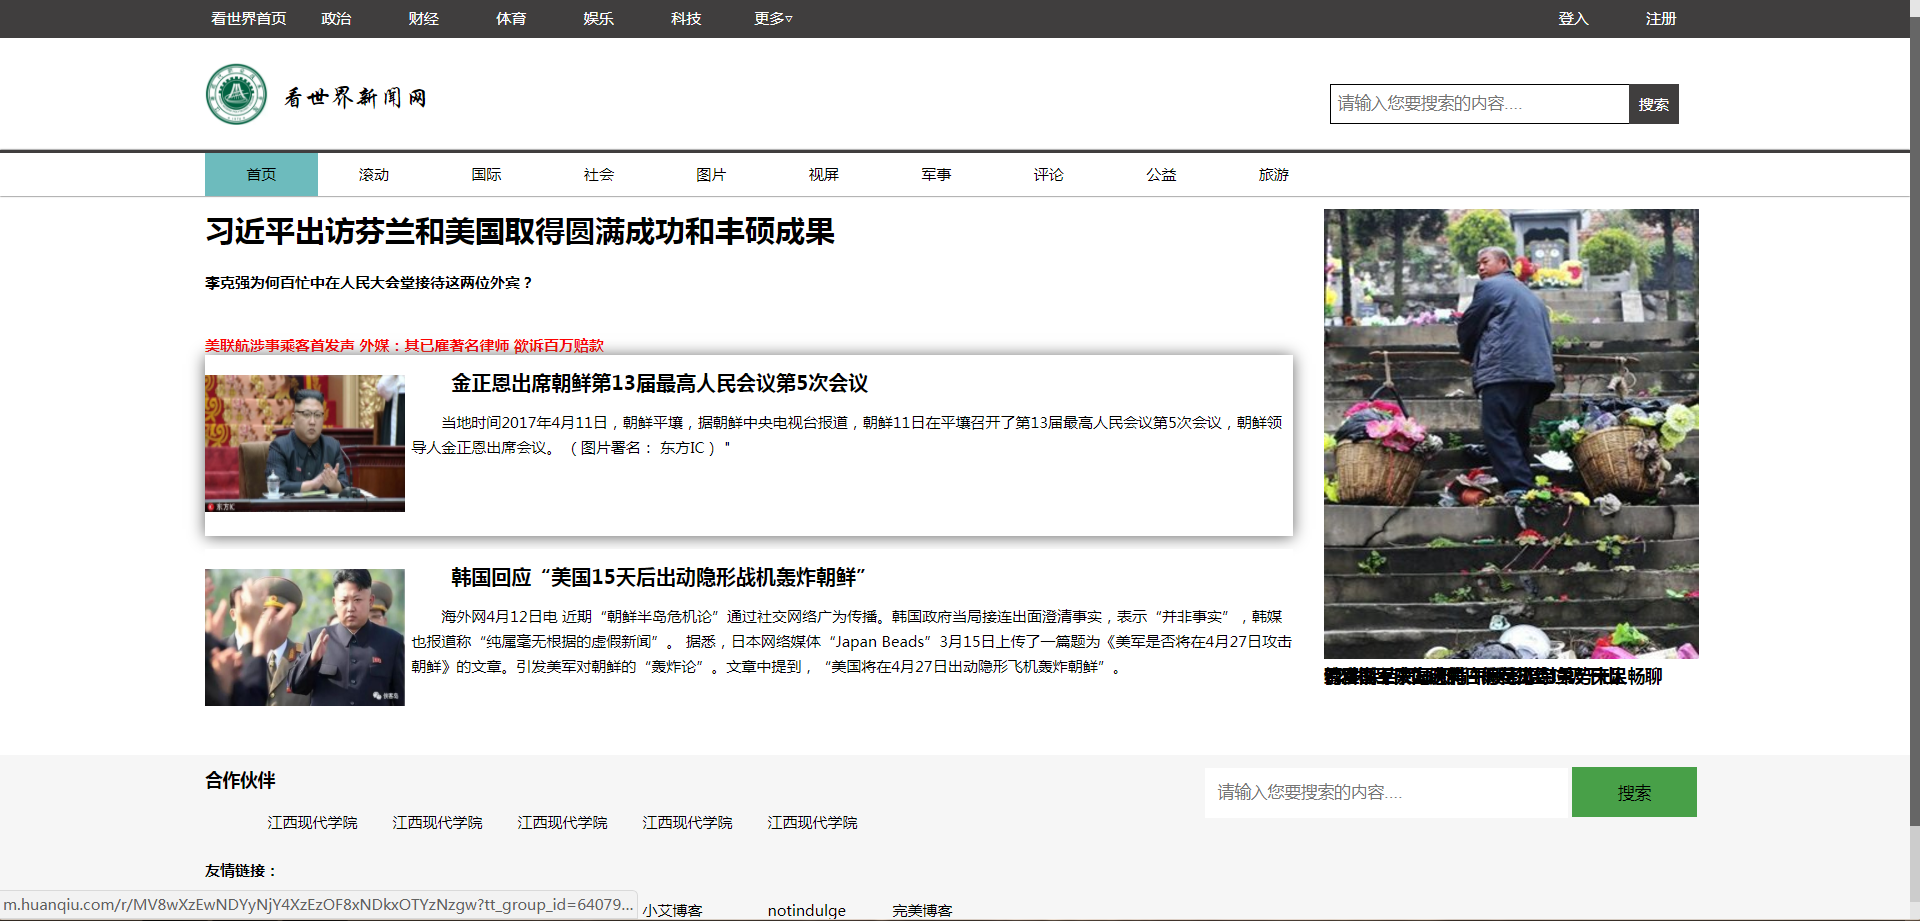 看世界首页 政治 财经 体育 娱乐 科技 更多▿ 登入 注册
看世界新闻网
请输入您要搜索的内容.... 搜索
首页 滚动 国际 社会 图片 视屏 军事 评论 公益 旅游
习近平出访芬兰和美国取得圆满成功和丰硕成果
李克强为何百忙中在人民大会堂接待这两位外宾？
美联航涉事乘客首发声 外媒：其已雇著名律师 欲诉百万赔款
金正恩出席朝鲜第13届最高人民会议第5次会议
当地时间2017年4月11日，朝鲜平壤，据朝鲜中央电视台报道，朝鲜11日在平壤召开了第13届最高人民会议第5次会议，朝鲜领
导人金正恩出席会议。（图片署名： 东方IC ） "
东方IC
韩国回应“美国15天后出动隐形战机轰炸朝鲜”
海外网4月12日电 近期“朝鲜半岛危机论”通过社交网络广为传播。韩国政府当局接连出面澄清事实，表示“并非事实”，韩媒
也报道称“纯属毫无根据的虚假新闻”。 据悉，日本网络媒体“Japan Beads”3月15日上传了一篇题为《美军是否将在4月27日攻击
朝鲜》的文章。引发美军对朝鲜的“轰炸论”。文章中提到，“美国将在4月27日出动隐形飞机轰炸朝鲜”。
侠客岛
畅聊
合作伙伴
请输入您要搜索的内容.... 搜索
江西现代学院 江西现代学院 江西现代学院 江西现代学院 江西现代学院
友情链接：
m.huanqiu.com/r/MV8wXzEwNDYyNjY4XzEzOF8xNDkxOTYzNzgw?tt_group_id=64079... 小艾博客 notindulge 完美博客